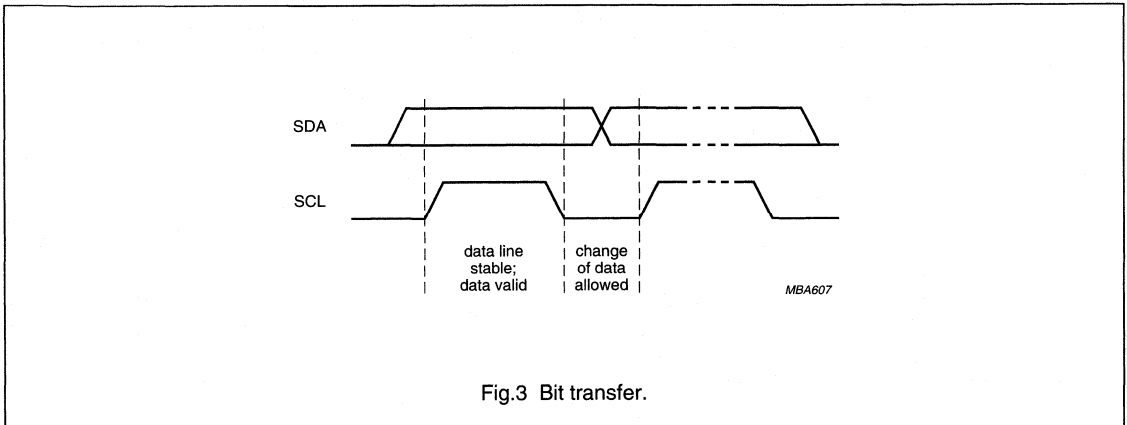 SDA
SCL
data line
stable;
data valid
change
of data
allowed
MBA607
Fig.3 Bit transfer.